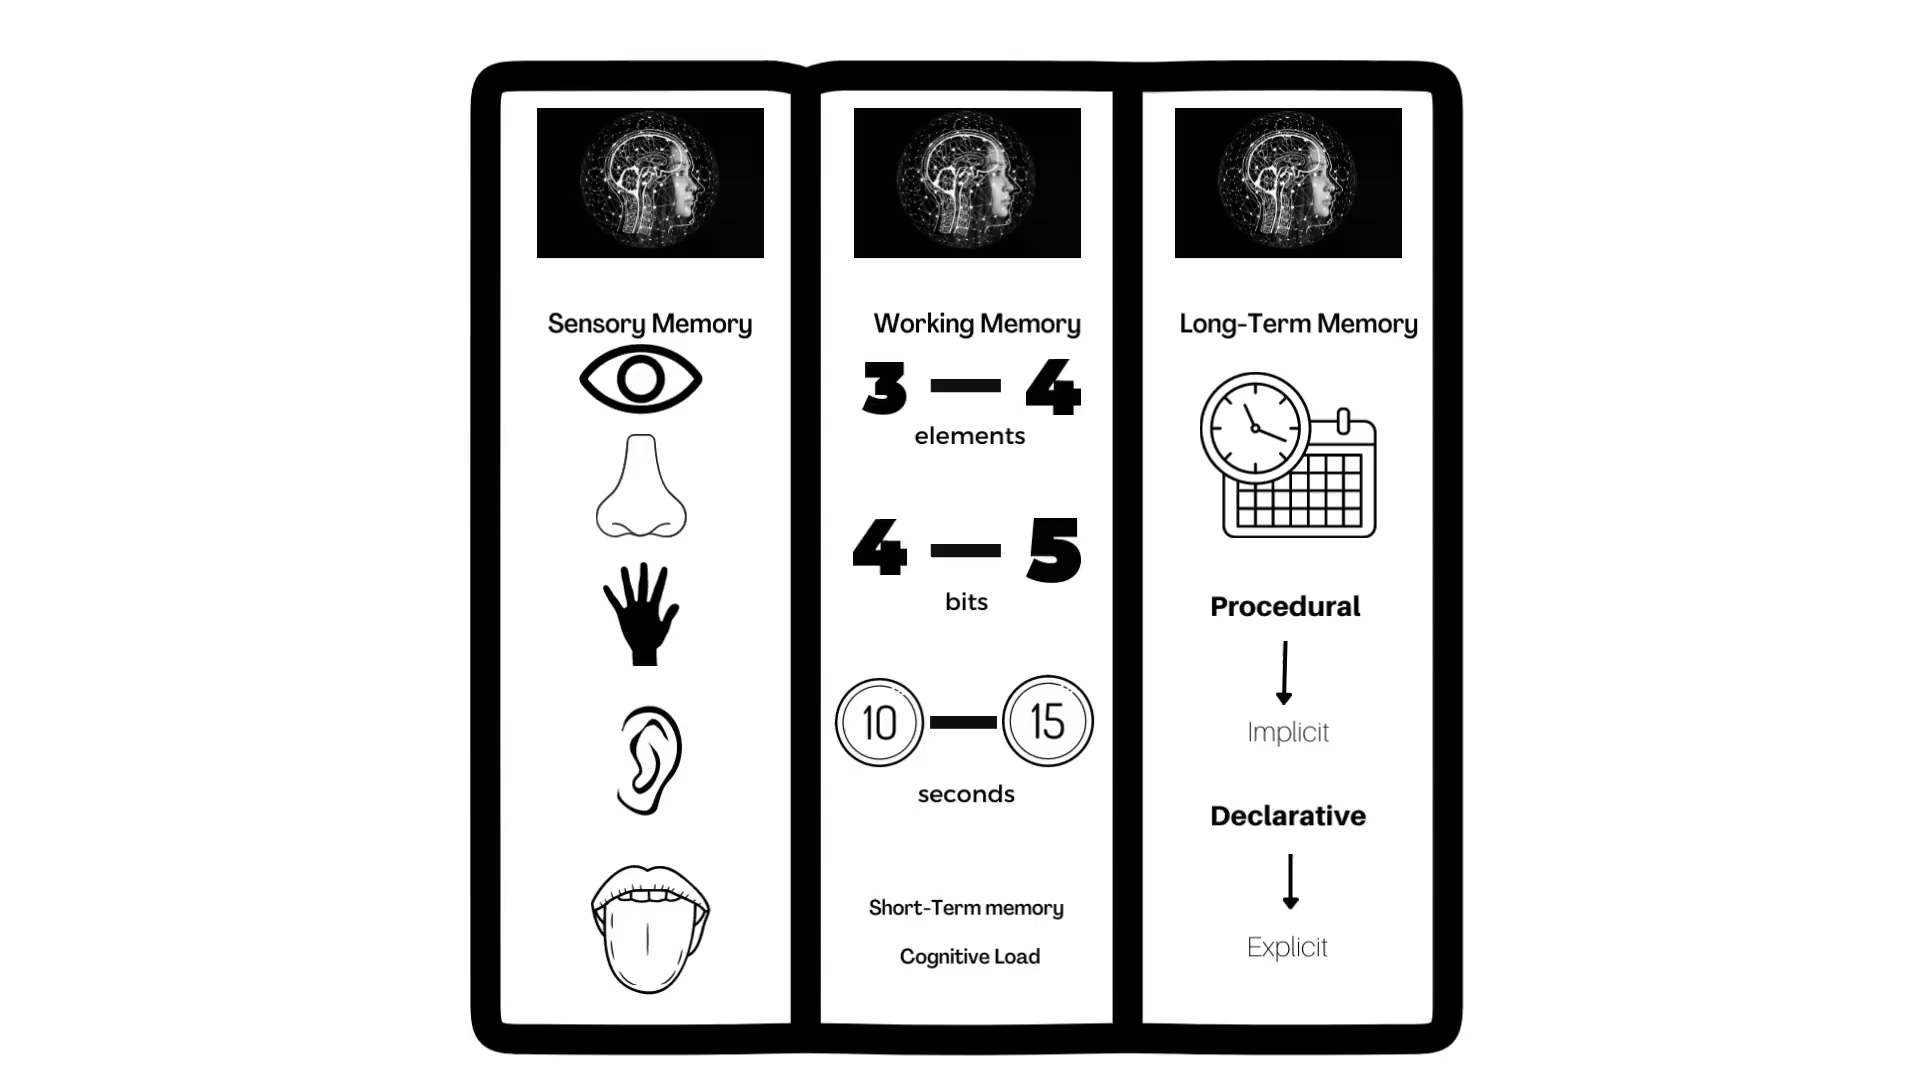 Sensory Memory
Working Memory
3 — 4
elements
4 — 5
bits
10 — 15
seconds
Short-Term memory
Cognitive Load
Long-Term Memory
Procedural
Implicit
Declarative
Explicit